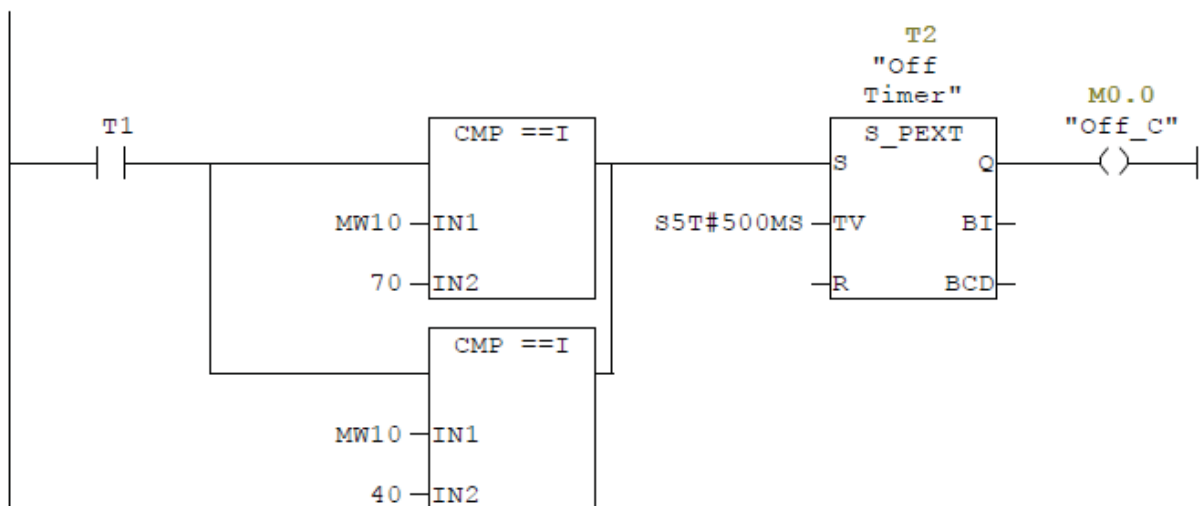 T2
"Off
Timer"
M0.0
"Off_C"
T1
CMP ==I
S_PEXT
S
Q
MW10
IN1
S5T#500MS
TV
BI
70
IN2
R
BCD
CMP ==I
MW10
IN1
40
IN2